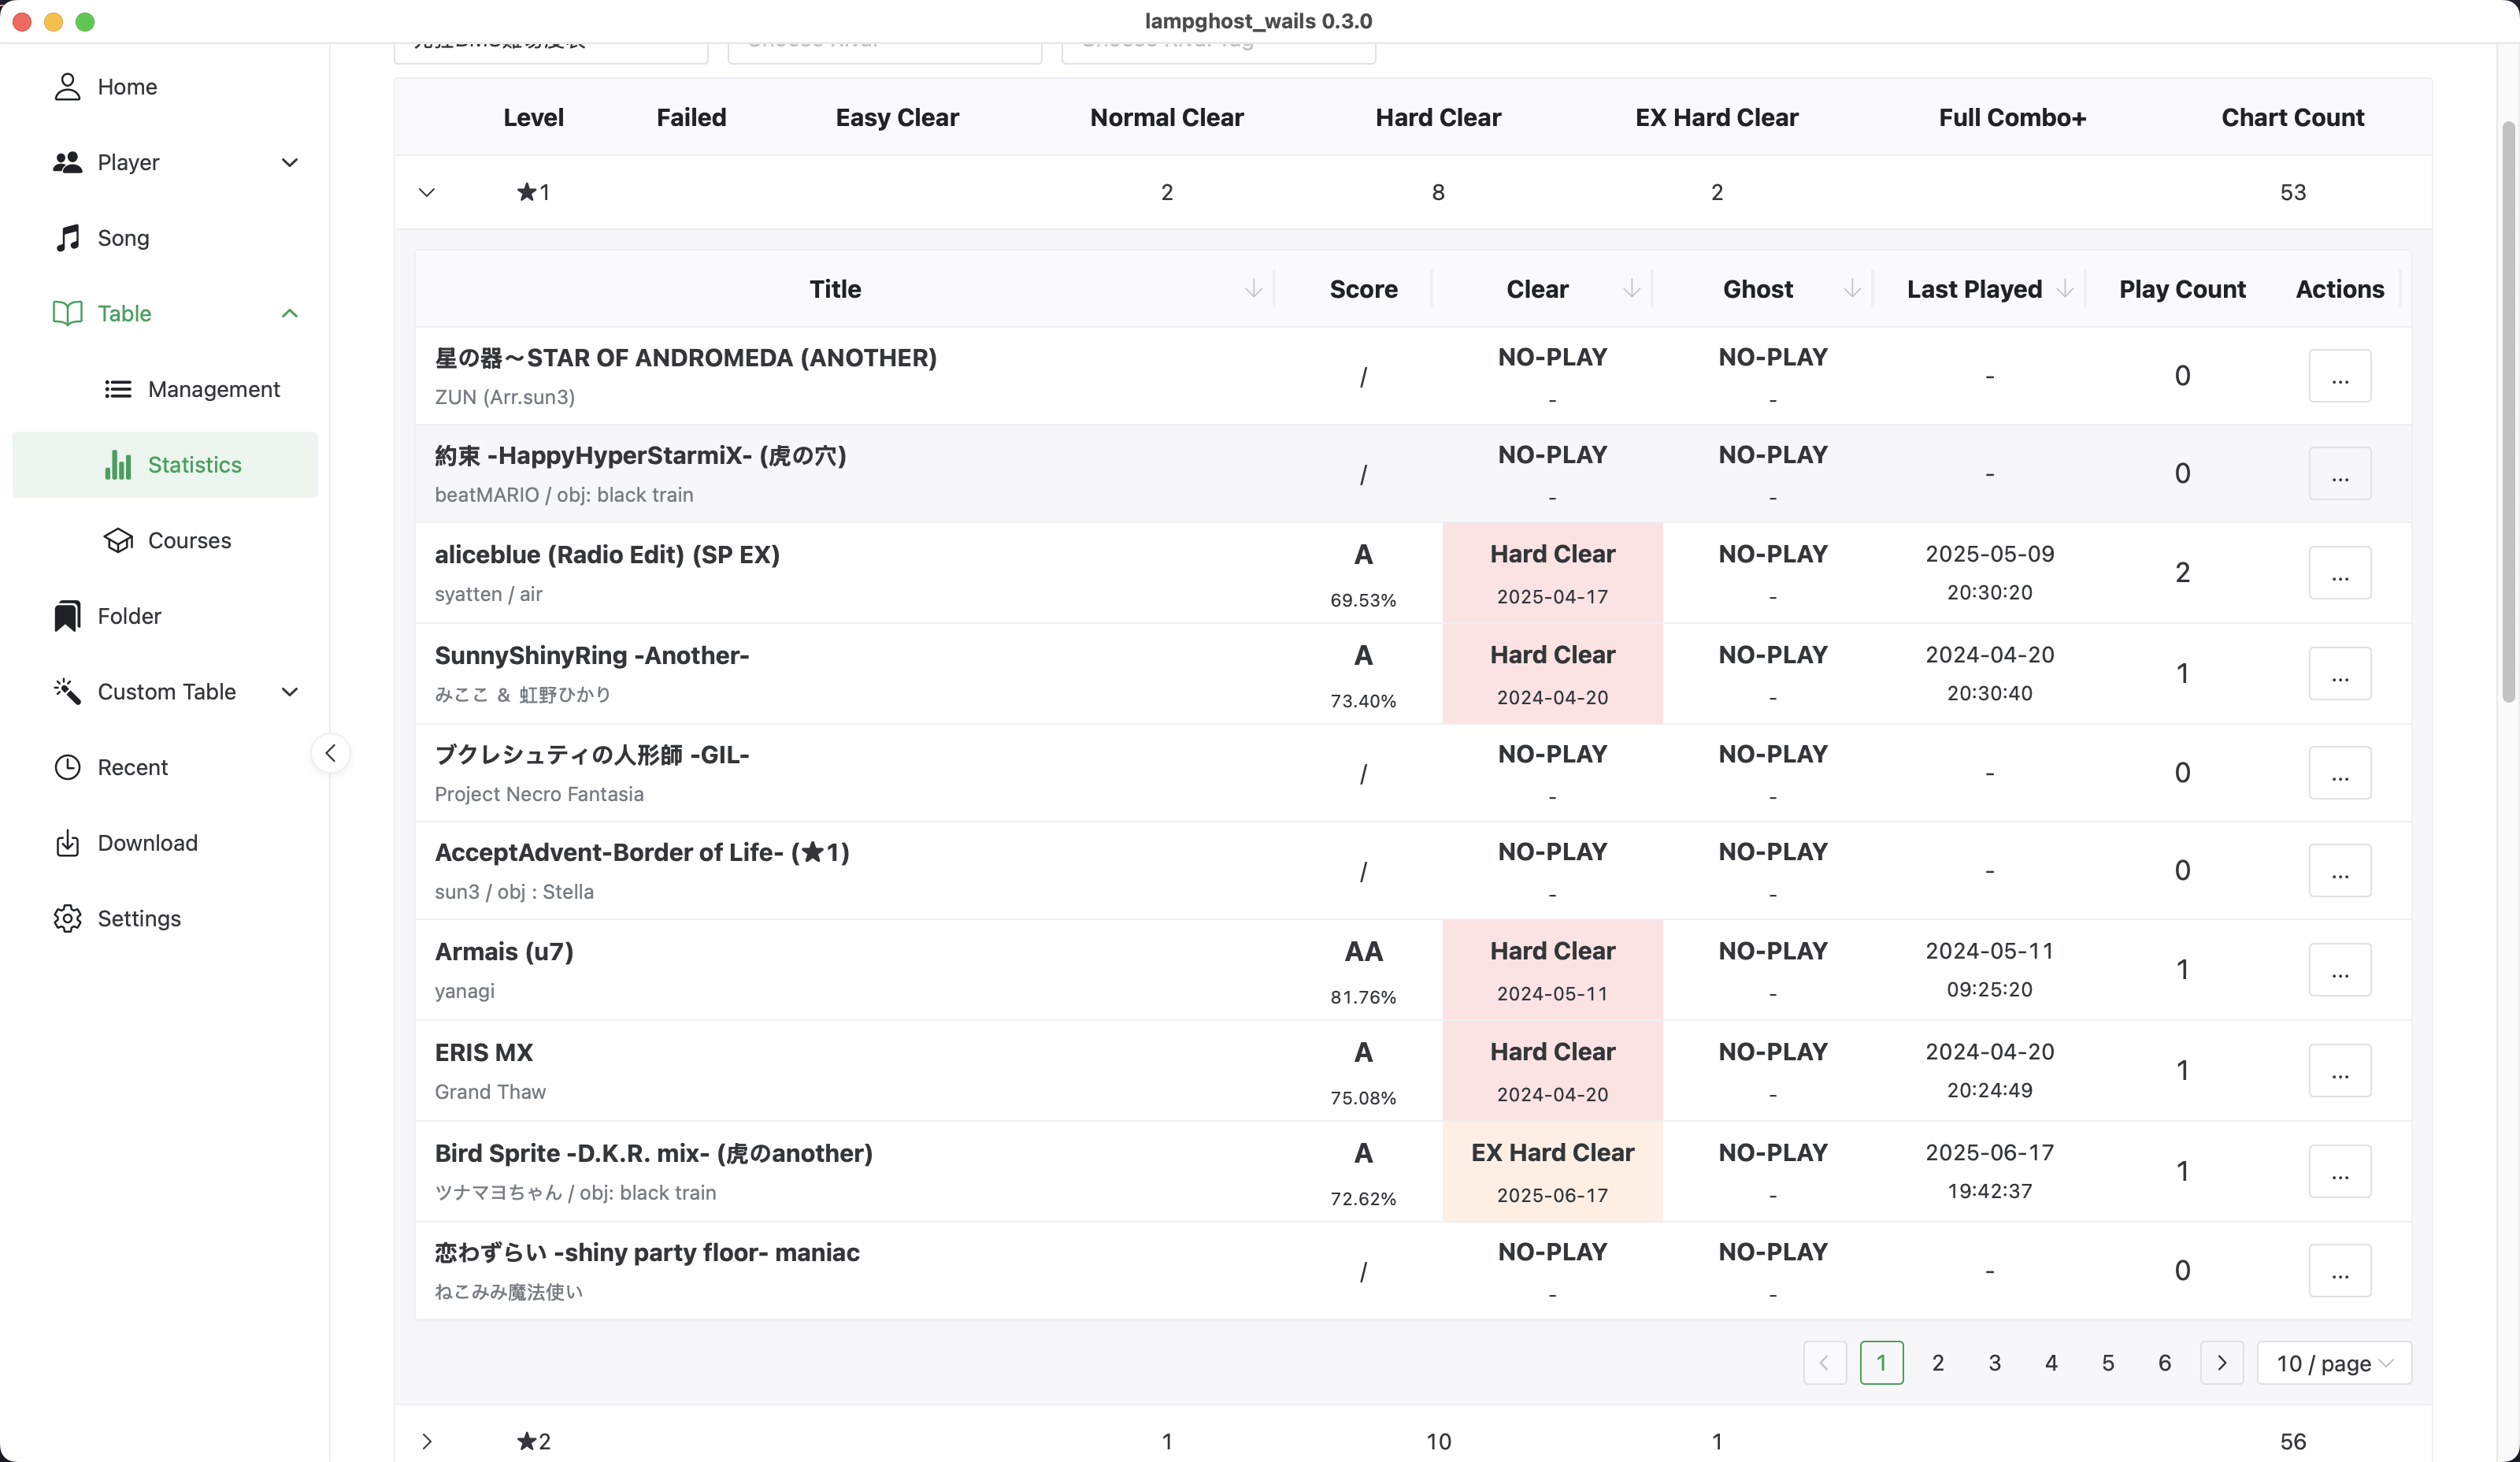 lampghost_wails 0.3.0
Home
Player
Song
Table
Management
Statistics
Courses
Folder
Custom Table
Recent
Download
Settings
Level Failed Easy Clear Normal Clear Hard Clear EX Hard Clear Full Combo+ Chart Count
★1 2 8 2 53
Title Score Clear Ghost Last Played Play Count Actions
星の器～STAR OF ANDROMEDA (ANOTHER)
ZUN (Arr.sun3)
/ NO-PLAY - NO-PLAY - - 0 ...
約束 -HappyHyperStarmiX- (虎の穴)
beatMARIO / obj: black train
/ NO-PLAY - NO-PLAY - - 0 ...
aliceblue (Radio Edit) (SP EX)
syatten / air
A 69.53% Hard Clear 2025-04-17 NO-PLAY - 2025-05-09 20:30:20 2 ...
SunnyShinyRing -Another-
みここ ＆ 虹野ひかり
A 73.40% Hard Clear 2024-04-20 NO-PLAY - 2024-04-20 20:30:40 1 ...
ブクレシュティの人形師 -GIL-
Project Necro Fantasia
/ NO-PLAY - NO-PLAY - - 0 ...
AcceptAdvent-Border of Life- (★1)
sun3 / obj : Stella
/ NO-PLAY - NO-PLAY - - 0 ...
Armais (u7)
yanagi
AA 81.76% Hard Clear 2024-05-11 NO-PLAY - 2024-05-11 09:25:20 1 ...
ERIS MX
Grand Thaw
A 75.08% Hard Clear 2024-04-20 NO-PLAY - 2024-04-20 20:24:49 1 ...
Bird Sprite -D.K.R. mix- (虎のanother)
ツナマヨちゃん / obj: black train
A 72.62% EX Hard Clear 2025-06-17 NO-PLAY - 2025-06-17 19:42:37 1 ...
恋わずらい -shiny party floor- maniac
ねこみみ魔法使い
/ NO-PLAY - NO-PLAY - - 0 ...
1 2 3 4 5 6 10 / page
★2 1 10 1 56